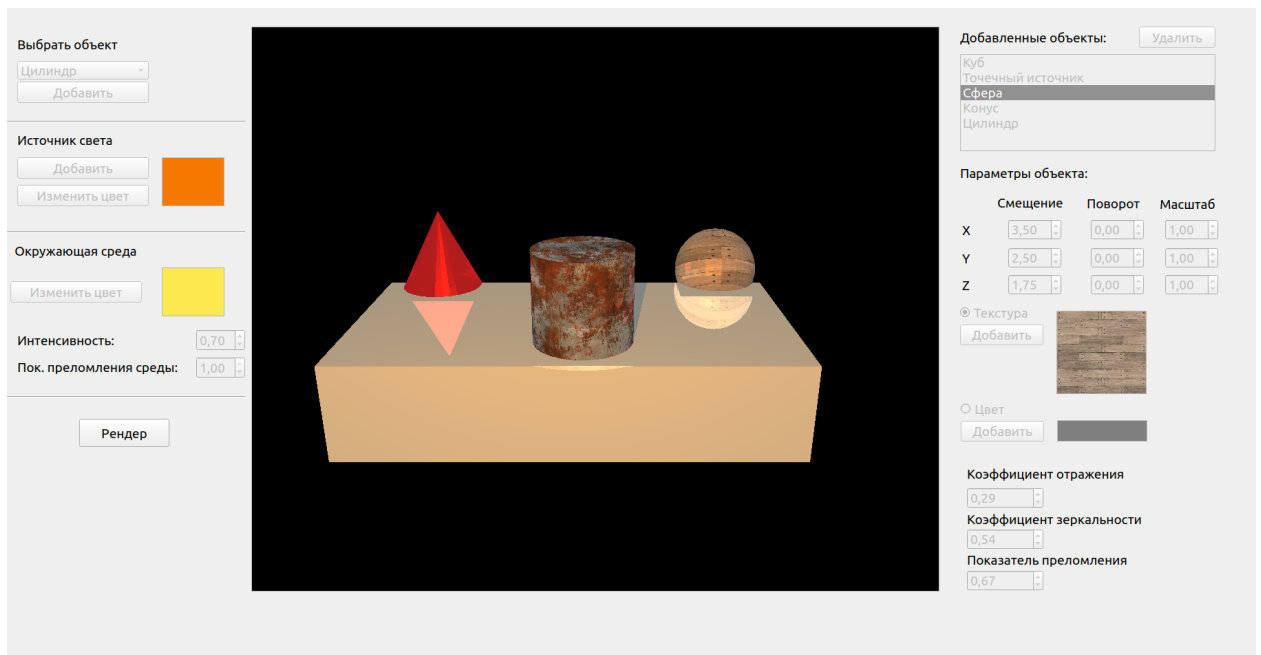 Выбрать объект
Цилиндр
Добавить
Источник света
Добавить
Изменить цвет
Окружающая среда
Изменить цвет
Интенсивность: 0,70
Пок. преломления среды: 1,00
Рендер
Добавленные объекты: Удалить
Куб
Точечный источник
Сфера
Конус
Цилиндр
Параметры объекта:
Смещение Поворот Масштаб
X 3,50 0,00 1,00
Y 2,50 0,00 1,00
Z 1,75 0,00 1,00
Текстура
Добавить
Цвет
Добавить
Коэффициент отражения
0,29
Коэффициент зеркальности
0,54
Показатель преломления
0,67